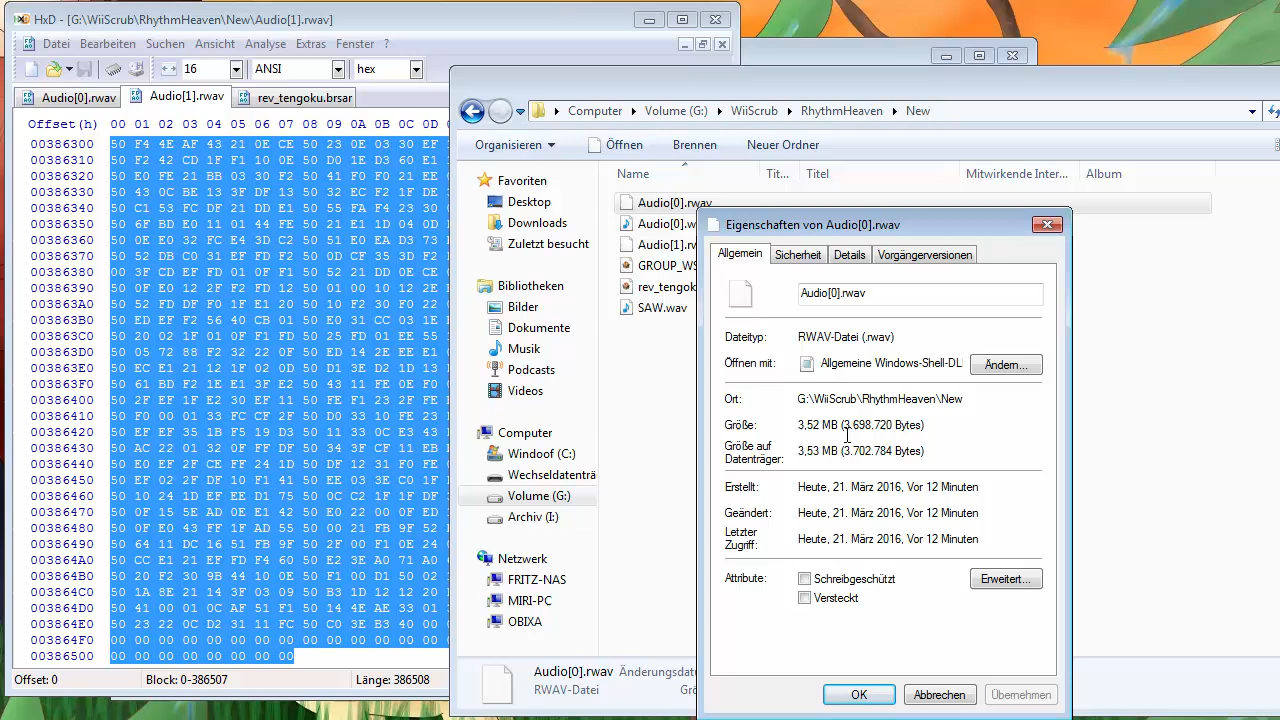 HxD - [G:\WiiScrub\RhythmHeaven\New\Audio[1].rwav]
Datei Bearbeiten Suchen Ansicht Analyse Extras Fenster ?
16 ANSI hex
Audio[0].rwav Audio[1].rwav rev_tengoku.brsar
Offset(h) 00 01 02 03 04 05 06 07 08 09 0A 0B 0C 0D
00386300 50 F4 4E AF 43 21 0E CE 50 23 0E 03 30 EF
00386310 50 F2 42 CD 1F F1 10 0E 50 D0 1E D3 60 E1
00386320 50 E0 FE 21 BB 03 30 F2 50 41 F0 F0 21 EE
00386330 50 43 0C BE 13 3F DF 13 50 32 EC F2 1F DE
00386340 50 C1 53 FC DF 21 DD E1 50 55 FA F4 23 30
00386350 50 6F BD E0 11 01 44 FE 50 21 E1 1D 04 0D
00386360 50 0E E0 32 FC E4 3D C2 50 51 E0 EA D3 73
00386370 50 52 DB C0 31 EF FD F2 50 0D CF 35 3D F2
00386380 00 3F CD EF FD 01 0F F1 52 21 DD 0E CE
00386390 50 0F E0 12 2F F2 1D F0 50 01 00 10 30 F2
003863A0 50 52 FD DF F0 1F E1 20 50 10 F2 F0 0C
003863B0 50 ED EF F2 56 40 CB 01 50 E0 31 CC 03 1E
003863C0 50 20 02 1F 01 0F F1 FD 50 25 FD 01 EE 55
003863D0 50 05 72 88 F2 32 22 0F 50 ED 14 2E EE E1
003863E0 50 EC E1 21 12 1F 02 0D 50 D1 3E D2 1D 13
003863F0 50 61 BD F2 1E E1 3F E2 50 43 11 FE 0E F0
00386400 50 2F EF 1F E2 30 EF 11 50 FE F1 23 2F FE
00386410 50 F0 00 01 33 FC CF 2F 50 D0 33 10 FE 23
00386420 50 EF EF 35 1B F5 19 D3 50 11 33 0C E3 3F
00386430 50 AC 22 01 32 0F FF FD 50 34 3F CF 11 EB
00386440 50 E0 EF 2F CE FF 24 1D 50 DF 12 31 F0 FE
00386450 50 EF 02 2F DF 10 F1 41 50 EE 03 3E C0 1F
00386460 50 10 24 1D EF EE D1 75 50 0C C2 1F 1F DF
00386470 50 0F 15 5E AD 0E E1 42 50 E0 22 00 0F ED
00386480 50 0F E0 43 FF 1F AD 55 50 00 21 FB 9F 52
00386490 50 64 11 DC 16 51 FB 9F 50 2F 00 F1 0E 24
003864A0 50 CC E1 21 EF FD F4 60 50 E2 3E A0 71 A0
003864B0 50 20 F2 30 9B 44 10 0E 50 F1 00 D1 50 02
003864C0 50 1A 8E 21 14 3F 03 09 50 B3 1D 12 12 20
003864D0 50 41 00 01 0C AF 51 F1 50 14 4E AE 33 01
003864E0 50 23 22 0C D2 31 11 FC 50 C0 3E B3 40 00
003864F0 00 00 00 00 00 00 00 00 00 00 00 00 00 00
00386500 00 00 00 00 00 00 00 00
Offset: 0 Block: 0-386507 Länge: 386508
Computer Volume (G:) WiiScrub RhythmHeaven New
Organisieren Öffnen Brennen Neuer Ordner
Favoriten
Desktop
Downloads
Zuletzt besucht
Bibliotheken
Bilder
Dokumente
Musik
Podcasts
Videos
Computer
Windoof (C:)
Wechseldatenträ
Volume (G:)
Archiv (I:)
Netzwerk
FRITZ-NAS
MIRI-PC
OBIXA
Name Tit... Titel Mitwirkende Inter... Album
Audio[0].rwav
Audio[0].w
Audio[1].rw
GROUP_WS
rev_tengok
SAW.wav
Audio[0].rwav Änderungsdatu
RWAV-Datei Grö
Eigenschaften von Audio[0].rwav
Allgemein Sicherheit Details Vorgängerversionen
Audio[0].rwav
Dateityp: RWAV-Datei (.rwav)
Öffnen mit: Allgemeine Windows-Shell-DL Ändern...
Ort: G:\WiiScrub\RhythmHeaven\New
Größe: 3,52 MB (3.698.720 Bytes)
Größe auf
Datenträger: 3,53 MB (3.702.784 Bytes)
Erstellt: Heute, 21. März 2016, Vor 12 Minuten
Geändert: Heute, 21. März 2016, Vor 12 Minuten
Letzter
Zugriff: Heute, 21. März 2016, Vor 12 Minuten
Attribute: Schreibgeschützt Erweitert...
Versteckt
OK Abbrechen Übernehmen